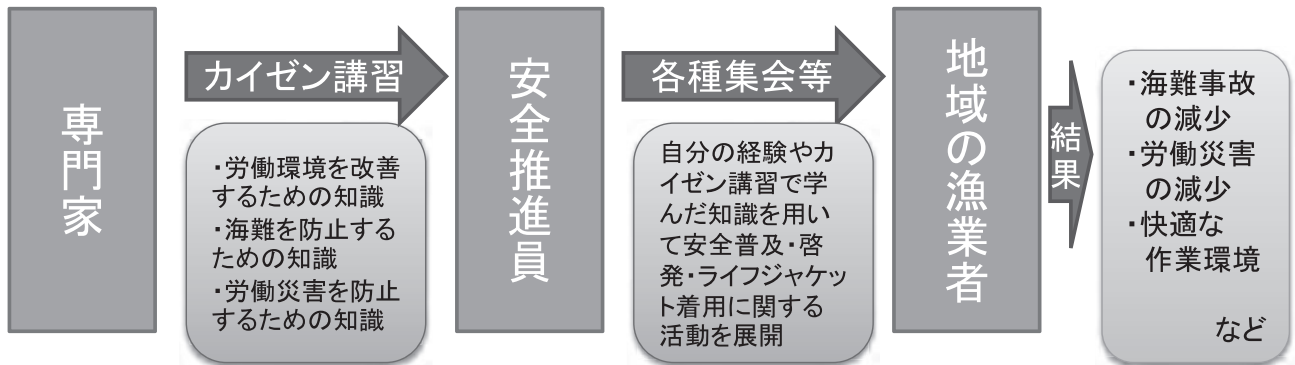 専門家
カイゼン講習
・労働環境を改善
するための知識
・海難を防止する
ための知識
・労働災害を防止
するための知識
安全推進員
各種集会等
自分の経験やカ
イゼン講習で学
んだ知識を用い
て安全普及・啓
発・ライフジャケッ
ト着用に関する
活動を展開
地域の漁業者
結果
・海難事故
の減少
・労働災害
の減少
・快適な
作業環境
など